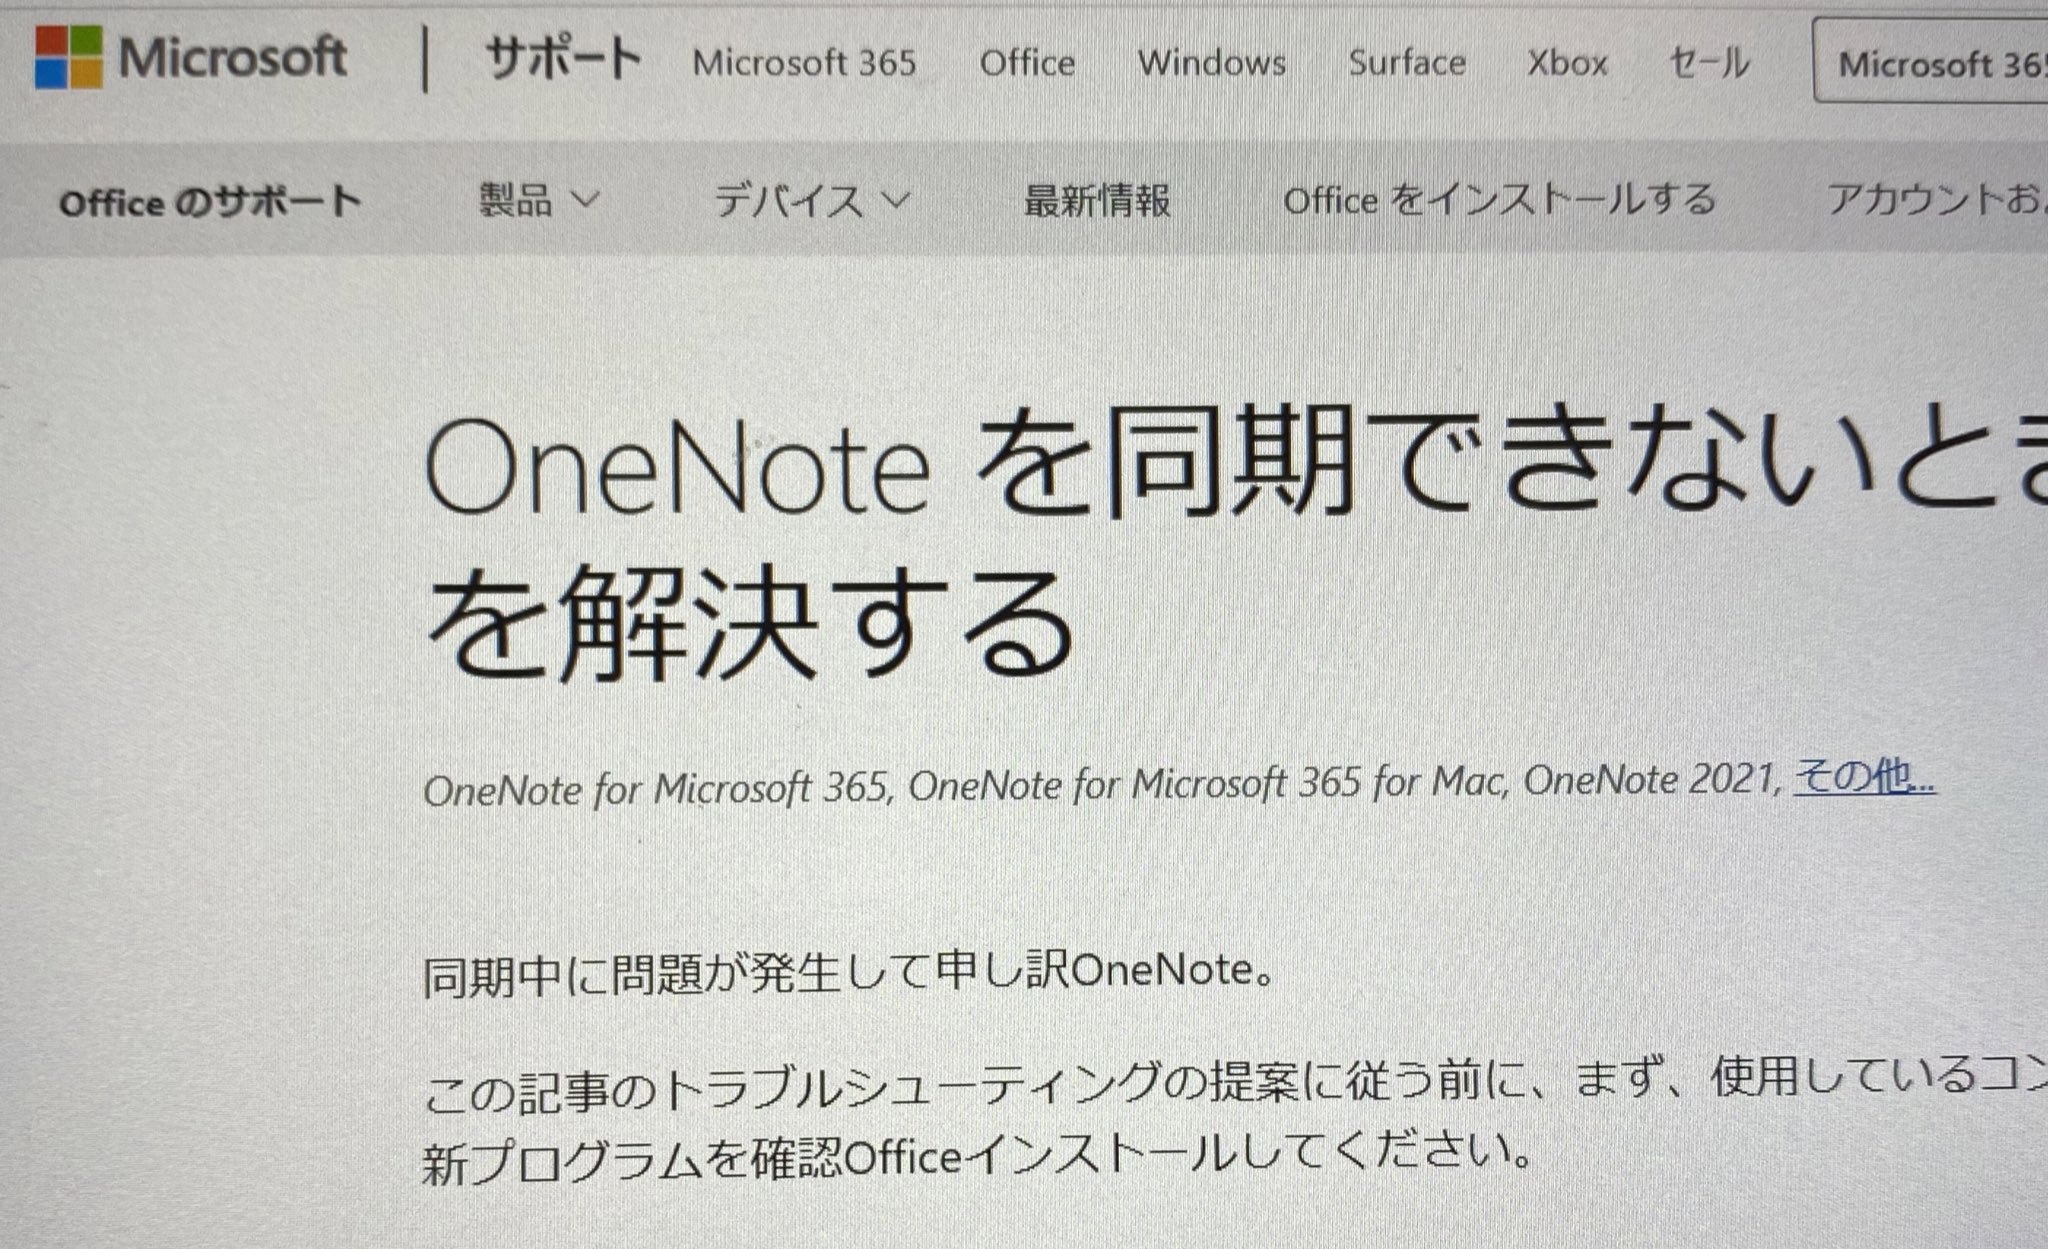 Microsoft | サポート Microsoft 365 Office Windows Surface Xbox セール Microsoft 365
Office のサポート 製品 デバイス 最新情報 Office をインストールする アカウントお
OneNote を同期できないとき
を解決する
OneNote for Microsoft 365, OneNote for Microsoft 365 for Mac, OneNote 2021, その他...
同期中に問題が発生して申し訳OneNote。
この記事のトラブルシューティングの提案に従う前に、まず、使用しているコン
新プログラムを確認Officeインストールしてください。